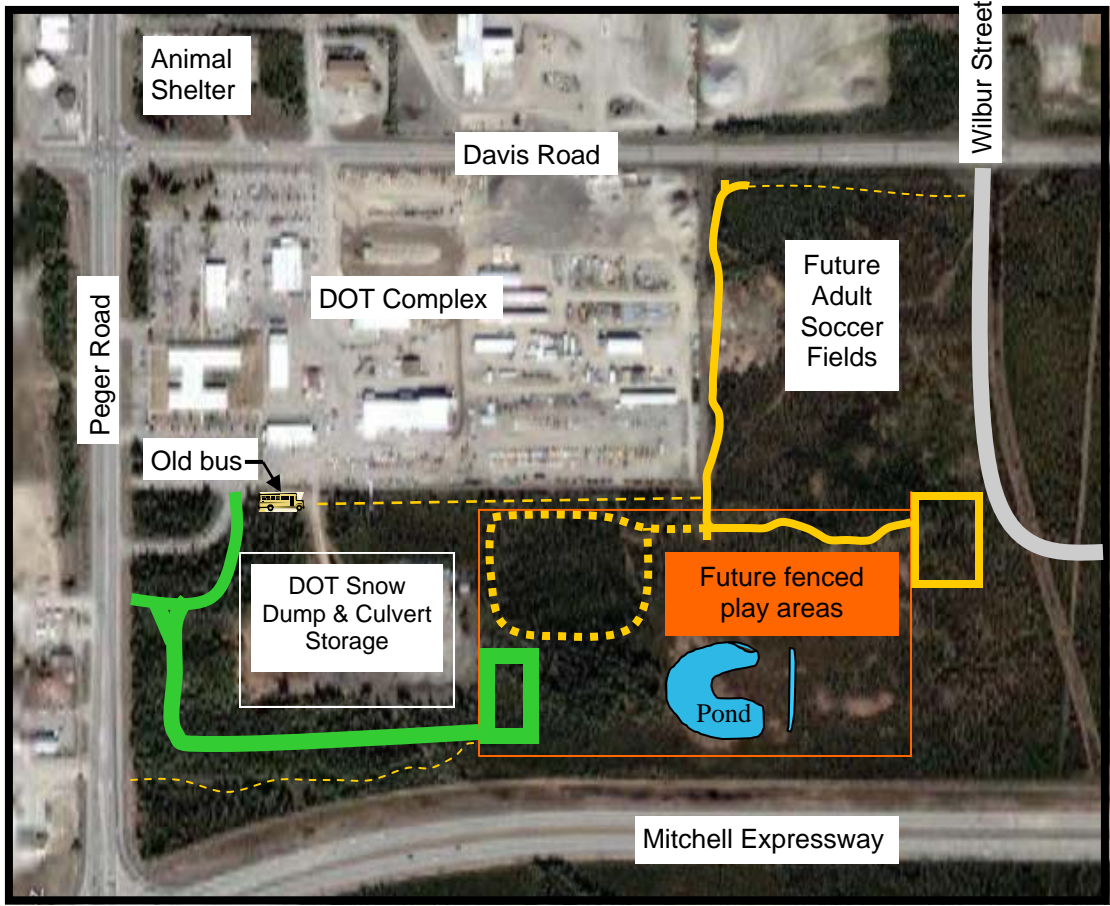 Wilbur Street
Animal
Shelter
Davis Road
Future
Adult
Soccer
Fields
DOT Complex
Peger Road
Old bus
DOT Snow
Dump & Culvert
Storage
Future fenced
play areas
Pond
Mitchell Expressway